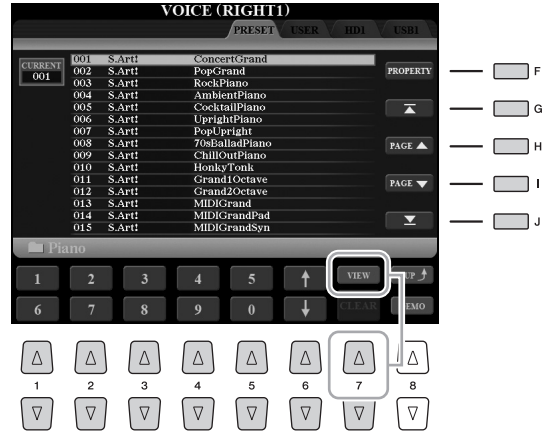 VOICE (RIGHT1)
PRESET USER HD1 USB1
CURRENT
001
001 S.Art! ConcertGrand
002 S.Art! PopGrand
003 S.Art! RockPiano
004 S.Art! AmbientPiano
005 S.Art! CocktailPiano
006 S.Art! UprightPiano
007 S.Art! PopUpright
008 S.Art! 70sBalladPiano
009 S.Art! ChillOutPiano
010 S.Art! HonkyTonk
011 S.Art! Grand1Octave
012 S.Art! Grand2Octave
013 S.Art! MIDIGrand
014 S.Art! MIDIGrandPad
015 S.Art! MIDIGrandSyn
PROPERTY F
G
PAGE H
PAGE I
J
Piano
1 2 3 4 5 VIEW UP
6 7 8 9 0 CLEAR DEMO
1 2 3 4 5 6 7 8